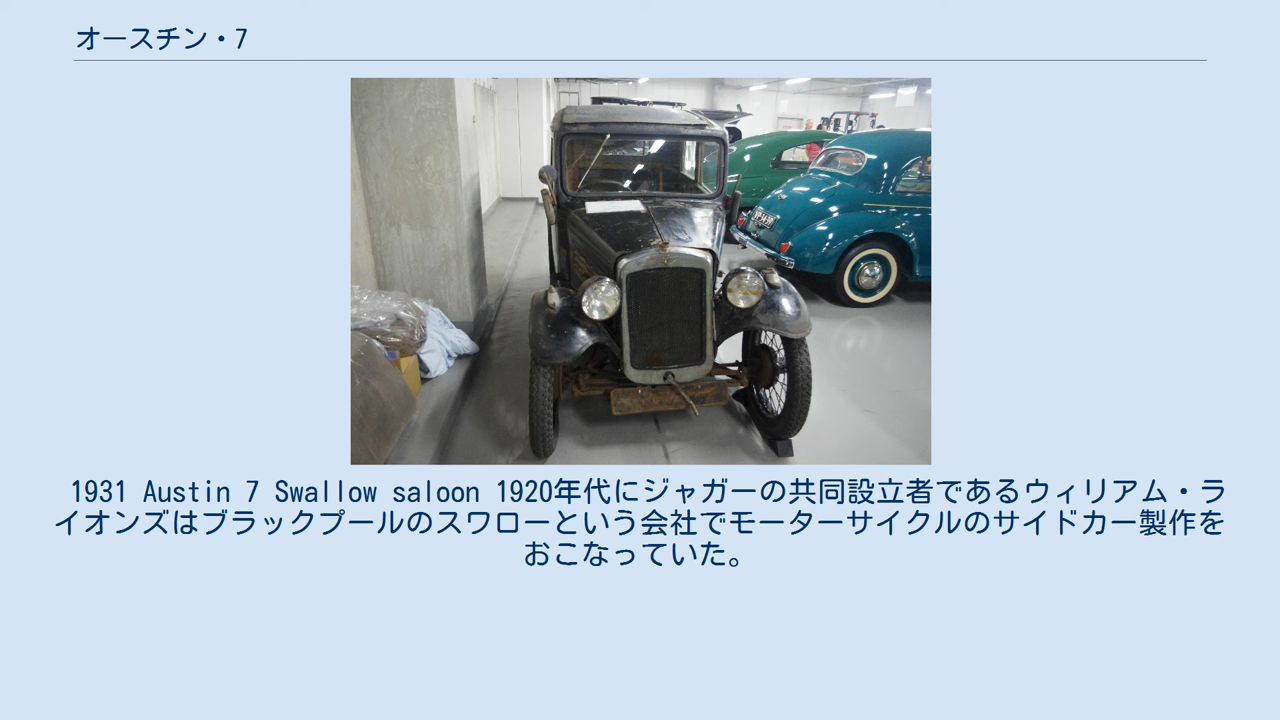 オースチン・7
1931 Austin 7 Swallow saloon 1920年代にジャガーの共同設立者であるウィリアム・ラ
イオンズはブラックプールのスワローという会社でモーターサイクルのサイドカー製作を
おこなっていた。